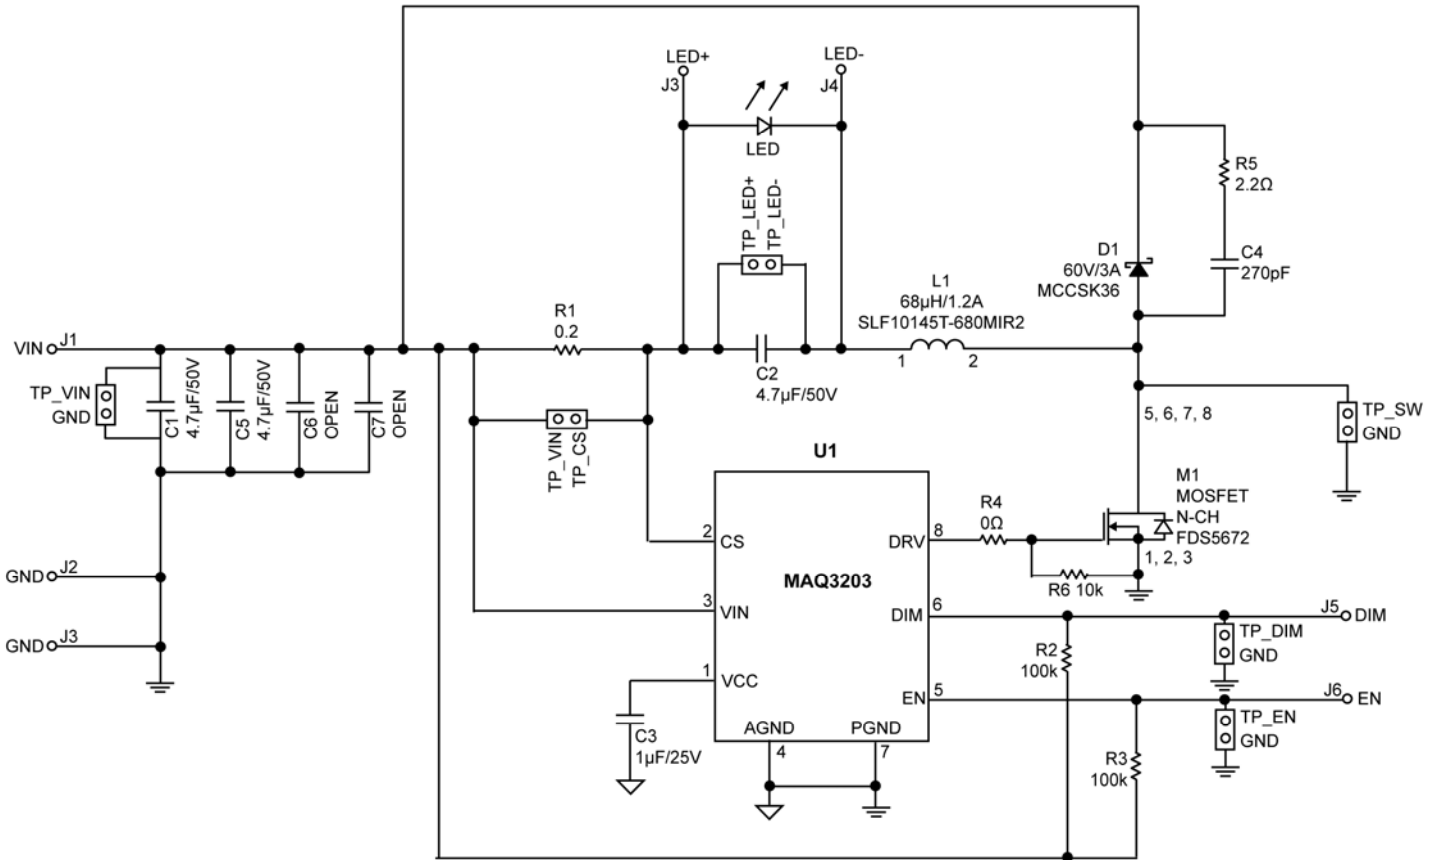 LED+
J3
LED-
J4
LED
TP_LED+
TP_LED-
R5
2.2Ω
D1
60V/3A
MCCSK36
C4
270pF
L1
68µH/1.2A
SLF10145T-680MIR2
1
2
R1
0.2
VIN
J1
TP_VIN
GND
C1
4.7µF/50V
C5
4.7µF/50V
C6
OPEN
C7
OPEN
C2
4.7µF/50V
TP_VIN
TP_CS
5, 6, 7, 8
TP_SW
GND
U1
M1
MOSFET
N-CH
FDS5672
1, 2, 3
R4
0Ω
R6 10k
2
CS
8
DRV
MAQ3203
3
VIN
6
DIM
1
VCC
5
EN
AGND
4
PGND
7
C3
1µF/25V
GND
J2
GND
J3
J5
DIM
TP_DIM
GND
R2
100k
J6
EN
TP_EN
GND
R3
100k